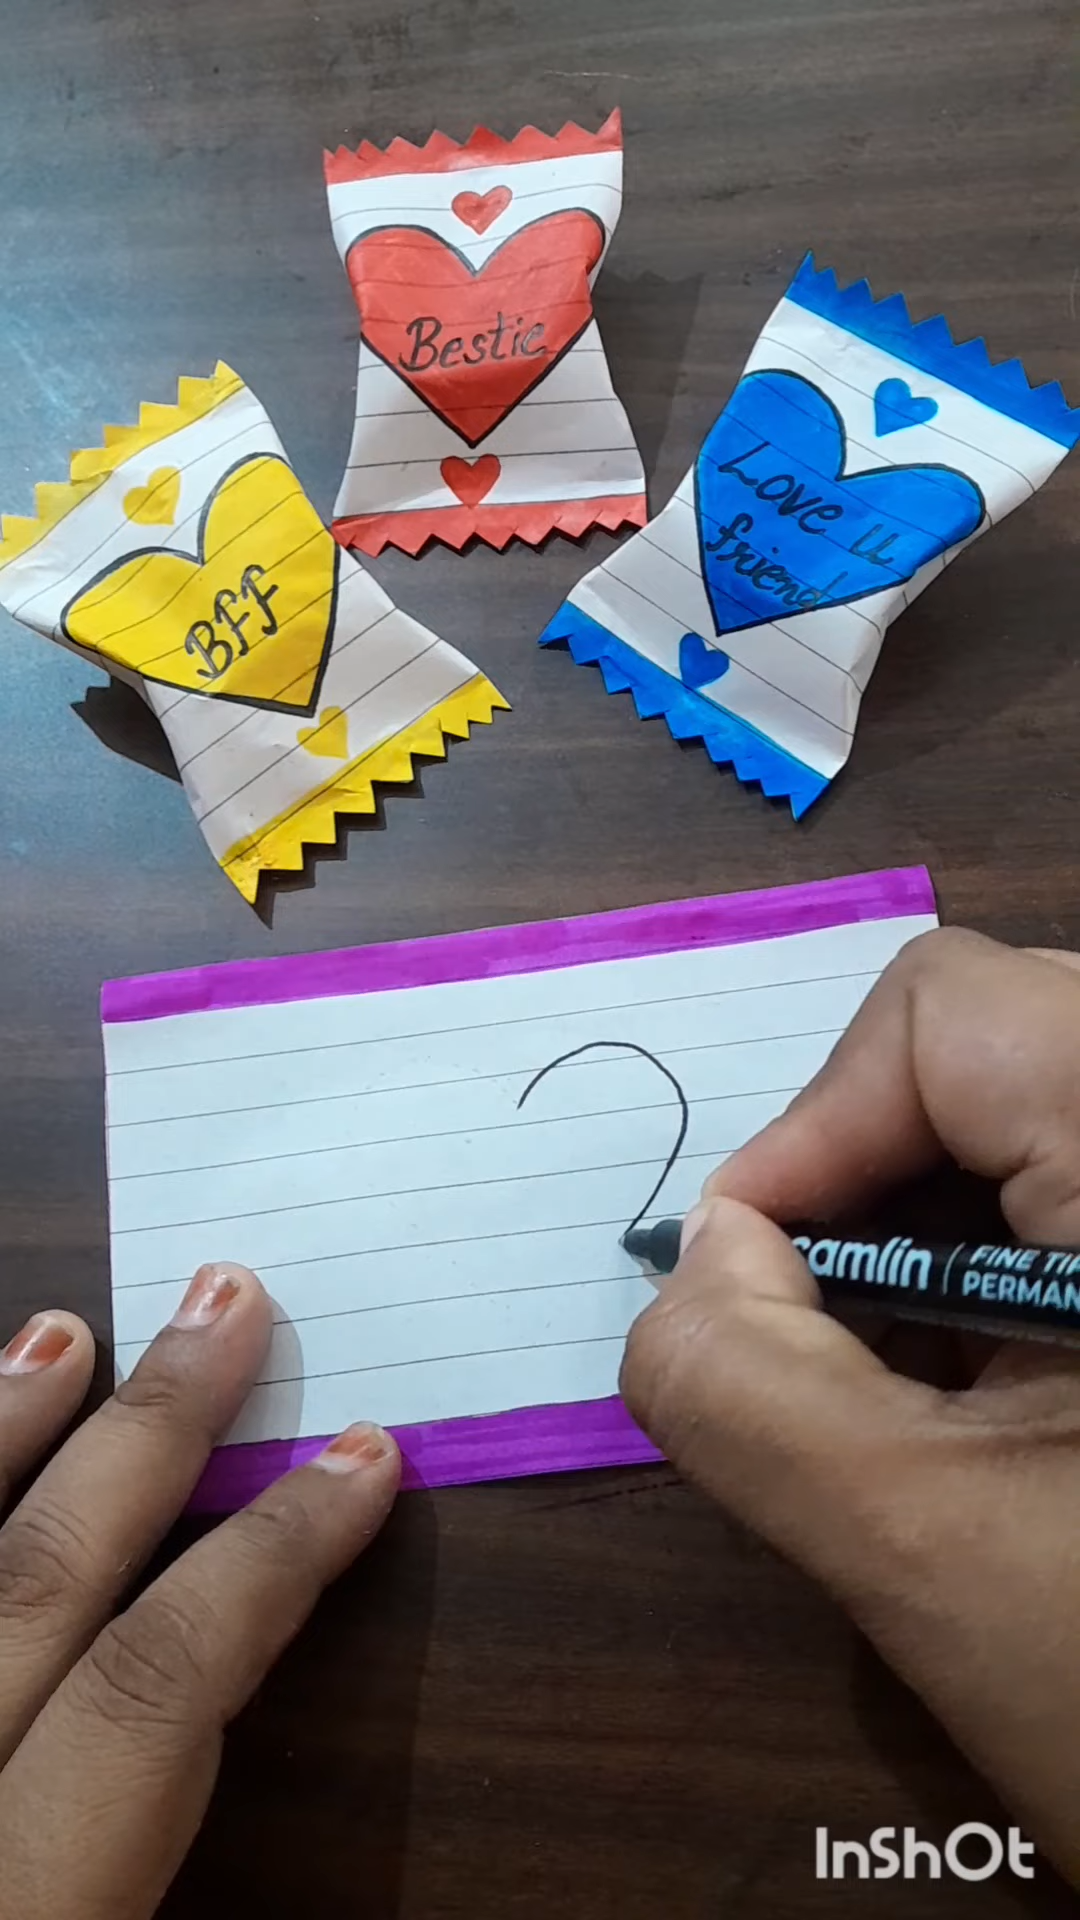 Bestie
Love u
friend
BFF
camlin
FINE TIP
PERMAN
InShOt